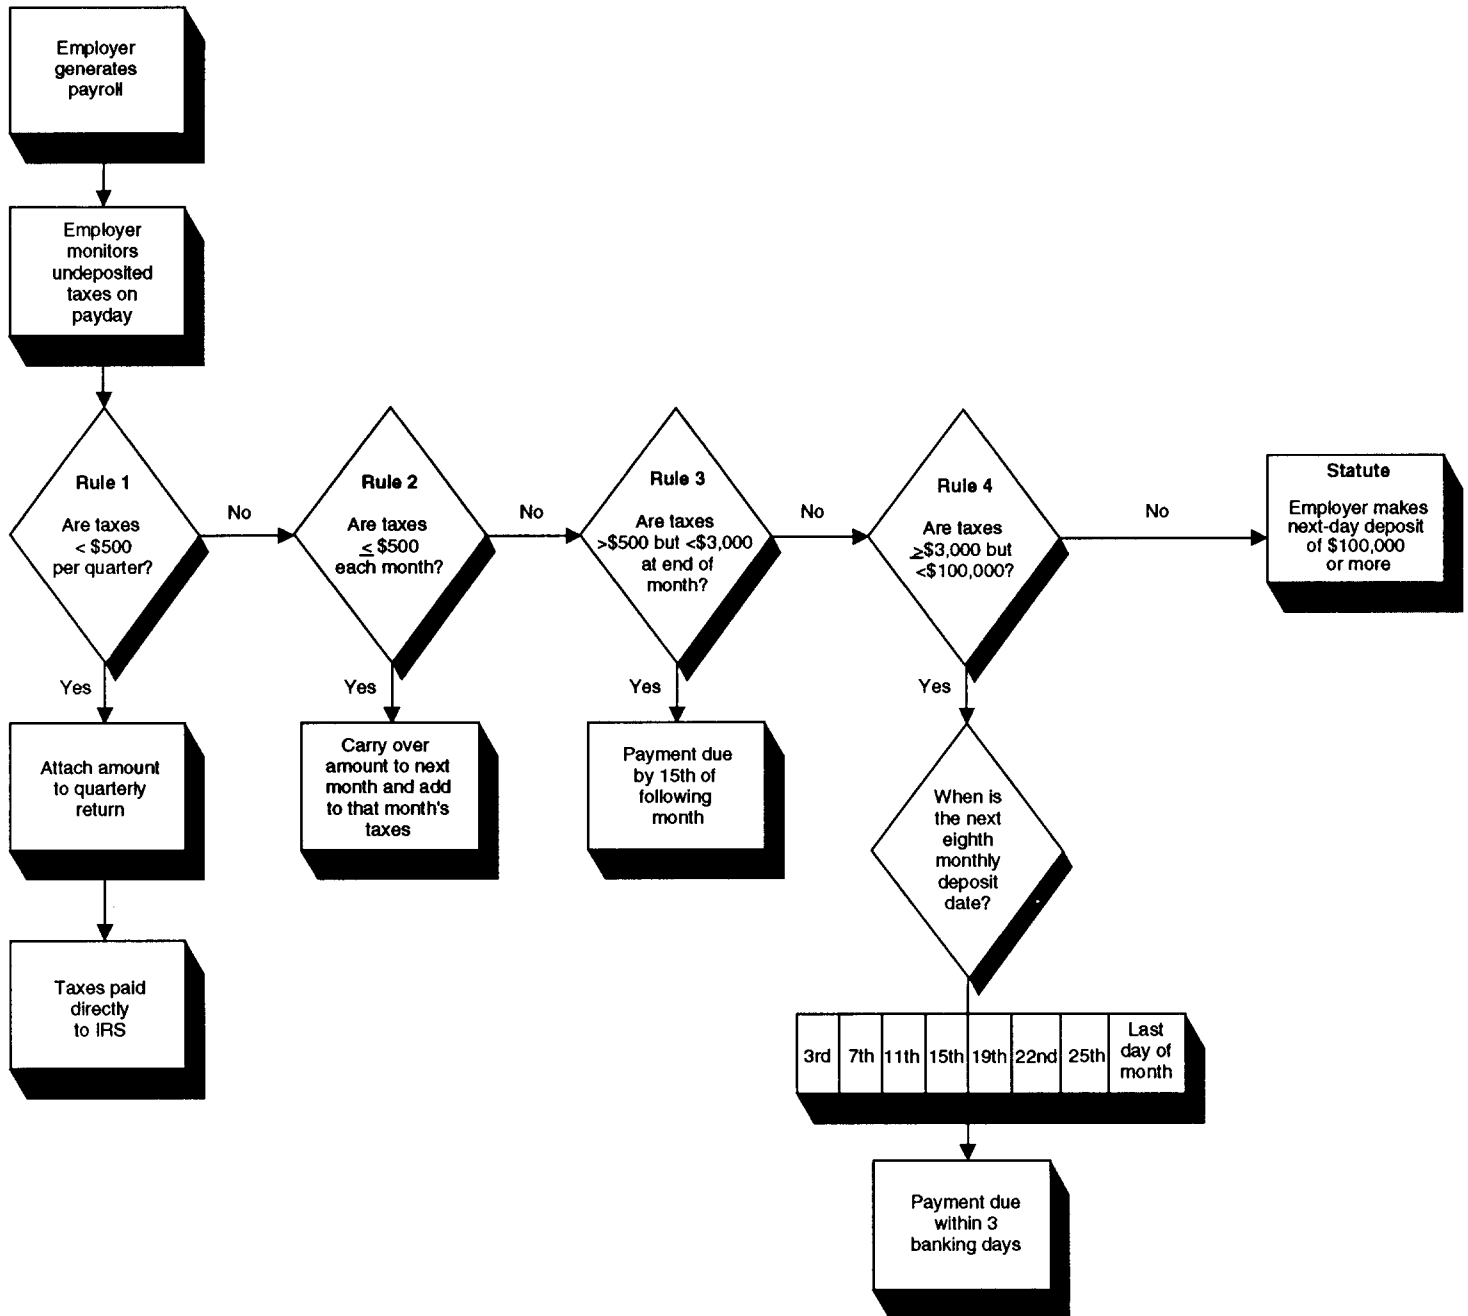 Employer
generates
payroll
Employer
monitors
undeposited
taxes on
payday
Rule 1
Are taxes
< $500
per quarter?
No
Rule 2
Are taxes
≤ $500
each month?
No
Rule 3
Are taxes
>$500 but <$3,000
at end of
month?
No
Rule 4
Are taxes
≥$3,000 but
<$100,000?
No
Statute
Employer makes
next-day deposit
of $100,000
or more
Yes
Attach amount
to quarterly
return
Taxes paid
directly
to IRS
Yes
Carry over
amount to next
month and add
to that month's
taxes
Yes
Payment due
by 15th of
following
month
Yes
When is
the next
eighth
monthly
deposit
date?
3rd
7th
11th
15th
19th
22nd
25th
Last
day of
month
Payment due
within 3
banking days